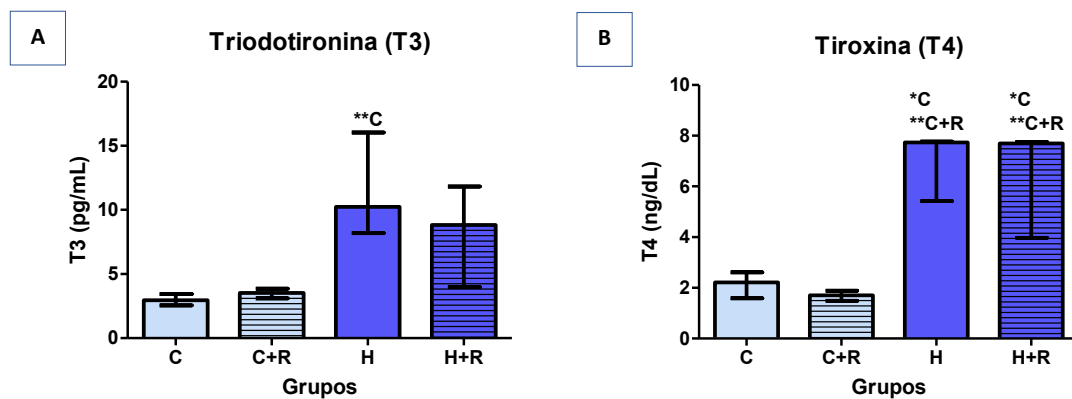 A
Triodotironina (T3)
T3 (pg/mL)
20
15
10
5
0
**C
C C+R H H+R
Grupos
B
Tiroxina (T4)
T4 (ng/dL)
10
8
6
4
2
0
*C
**C+R
*C
**C+R
C C+R H H+R
Grupos